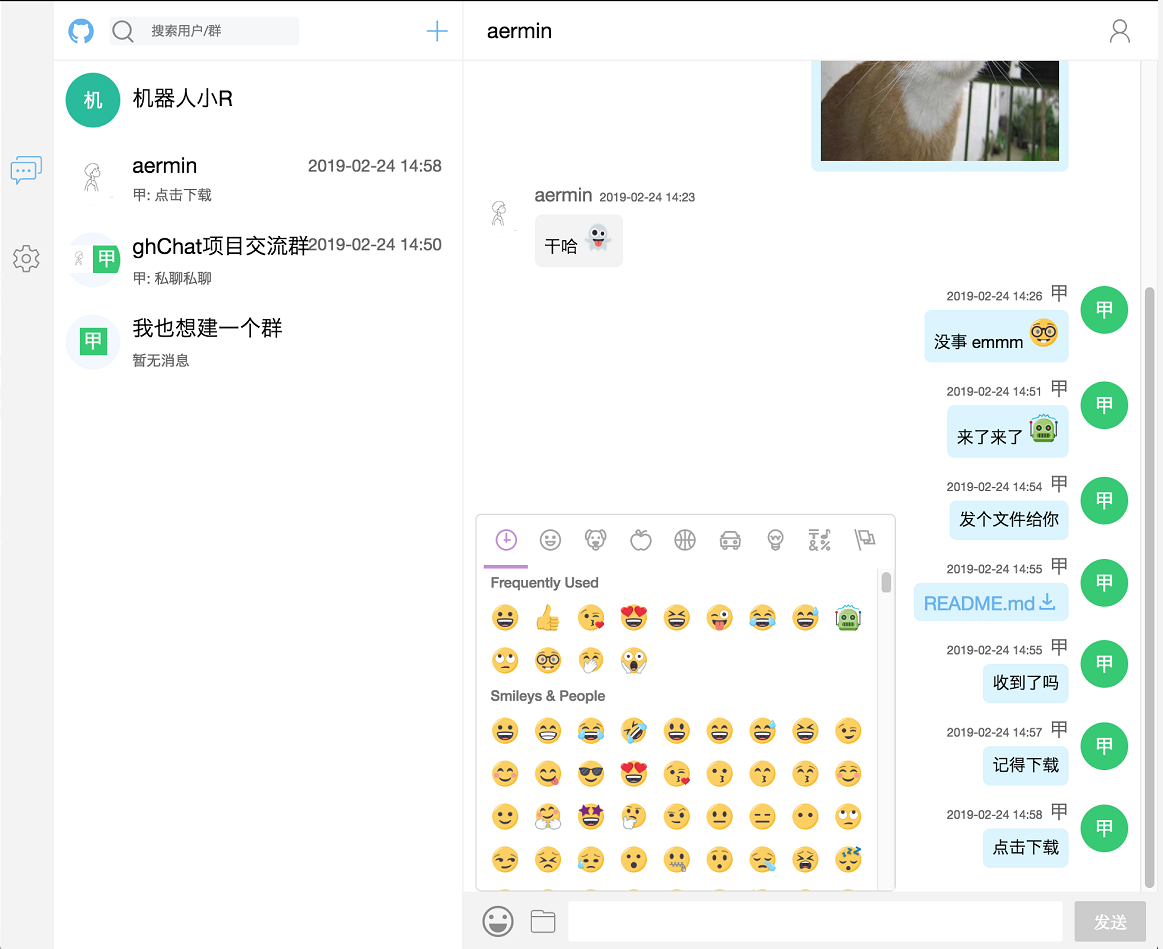 搜索用户/群
机
机器人小R
aermin 2019-02-24 14:58
甲: 点击下载
甲
ghChat项目交流群2019-02-24 14:50
甲: 私聊私聊
甲
我也想建一个群
暂无消息
aermin
aermin 2019-02-24 14:23
干哈
2019-02-24 14:26 甲
甲
没事 emmm
2019-02-24 14:51 甲
甲
来了来了
2019-02-24 14:54 甲
甲
发个文件给你
2019-02-24 14:55 甲
甲
README.md
2019-02-24 14:55 甲
甲
收到了吗
2019-02-24 14:57 甲
甲
记得下载
2019-02-24 14:58 甲
甲
点击下载
Frequently Used
Smileys & People
发送